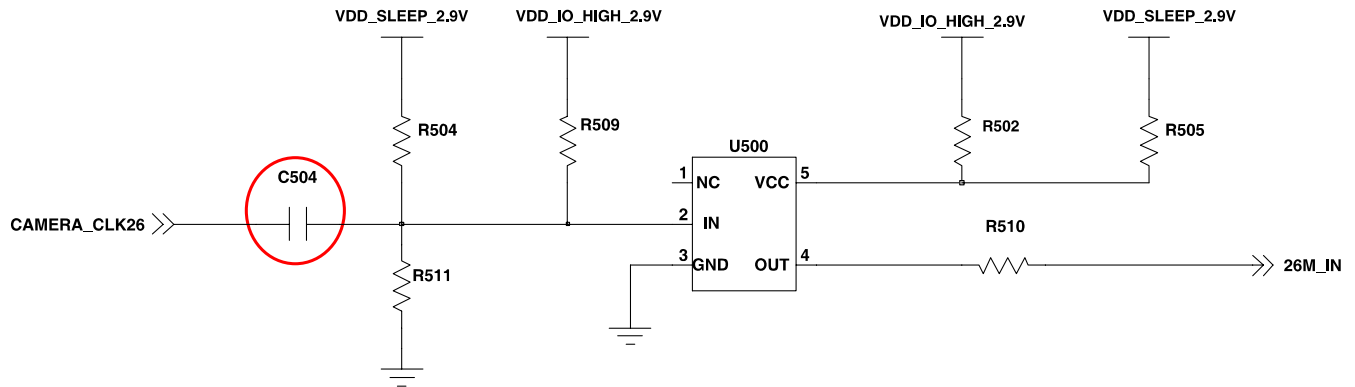 VDD_SLEEP_2.9V
VDD_IO_HIGH_2.9V
VDD_IO_HIGH_2.9V
VDD_SLEEP_2.9V
R504
R509
R502
R505
U500
C504
1 NC VCC 5
CAMERA_CLK26
2 IN
R510
R511
3 GND OUT 4
26M_IN